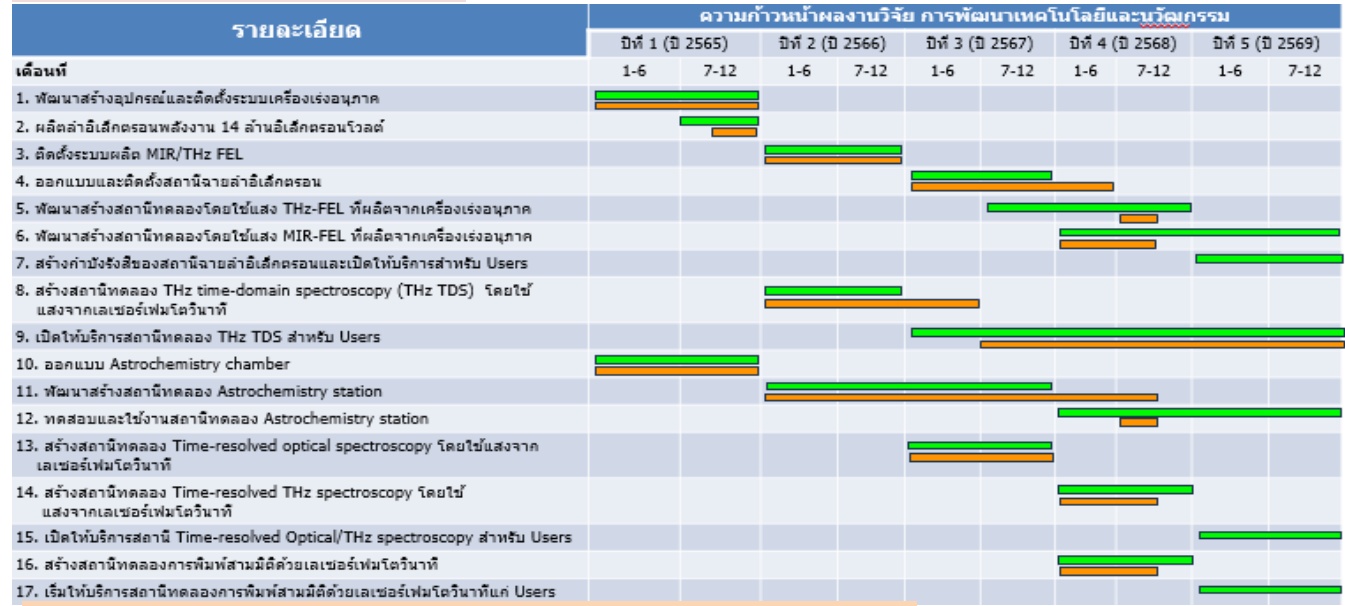 รายละเอียด
ความก้าวหน้าผลงานวิจัย การพัฒนาเทคโนโลยีและนวัฒกรรม
ปีที่ 1 (ปี 2565) ปีที่ 2 (ปี 2566) ปีที่ 3 (ปี 2567) ปีที่ 4 (ปี 2568) ปีที่ 5 (ปี 2569)
เดือนที่ 1-6 7-12 1-6 7-12 1-6 7-12 1-6 7-12 1-6 7-12
1. พัฒนาสร้างอุปกรณ์และติดตั้งระบบเครื่องเร่งอนุภาค
2. ผลิตลำอิเล็กตรอนพลังงาน 14 ล้านอิเล็กตรอนโวลต์
3. ติดตั้งระบบผลิต MIR/THz FEL
4. ออกแบบและติดตั้งสถานีฉายลำอิเล็กตรอน
5. พัฒนาสร้างสถานีทดลองโดยใช้แสง THz-FEL ที่ผลิตจากเครื่องเร่งอนุภาค
6. พัฒนาสร้างสถานีทดลองโดยใช้แสง MIR-FEL ที่ผลิตจากเครื่องเร่งอนุภาค
7. สร้างกำบังรังสีของสถานีฉายลำอิเล็กตรอนและเปิดให้บริการสำหรับ Users
8. สร้างสถานีทดลอง THz time-domain spectroscopy (THz TDS) โดยใช้
แสงจากเลเซอร์เฟมโตวินาที
9. เปิดให้บริการสถานีทดลอง THz TDS สำหรับ Users
10. ออกแบบ Astrochemistry chamber
11. พัฒนาสร้างสถานีทดลอง Astrochemistry station
12. ทดสอบและใช้งานสถานีทดลอง Astrochemistry station
13. สร้างสถานีทดลอง Time-resolved optical spectroscopy โดยใช้แสงจาก
เลเซอร์เฟมโตวินาที
14. สร้างสถานีทดลอง Time-resolved THz spectroscopy โดยใช้
แสงจากเลเซอร์เฟมโตวินาที
15. เปิดให้บริการสถานี Time-resolved Optical/THz spectroscopy สำหรับ Users
16. สร้างสถานีทดลองการพิมพ์สามมิติด้วยเลเซอร์เฟมโตวินาที
17. เริ่มให้บริการสถานีทดลองการพิมพ์สามมิติด้วยเลเซอร์เฟมโตวินาทีแก่ Users